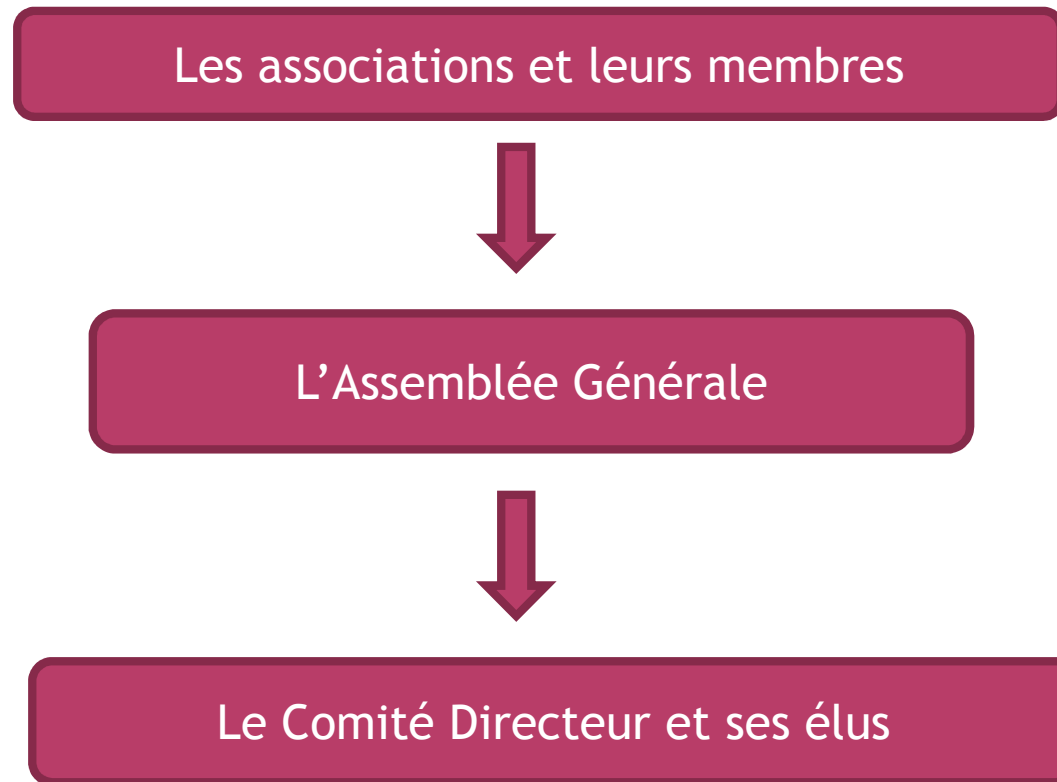 Les associations et leurs membres
L’Assemblée Générale
Le Comité Directeur et ses élus